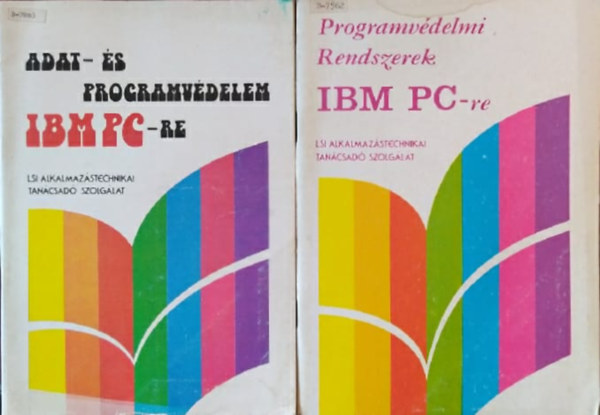 ADAT- ÉS
PROGRAMVÉDELEM
IBM PC-RE
LSI ALKALMAZÁSTECHNIKAI
TANÁCSADÓ SZOLGÁLAT
Programvédelmi
Rendszerek
IBM PC-re
LSI ALKALMAZÁSTECHNIKAI
TANÁCSADÓ SZOLGÁLAT